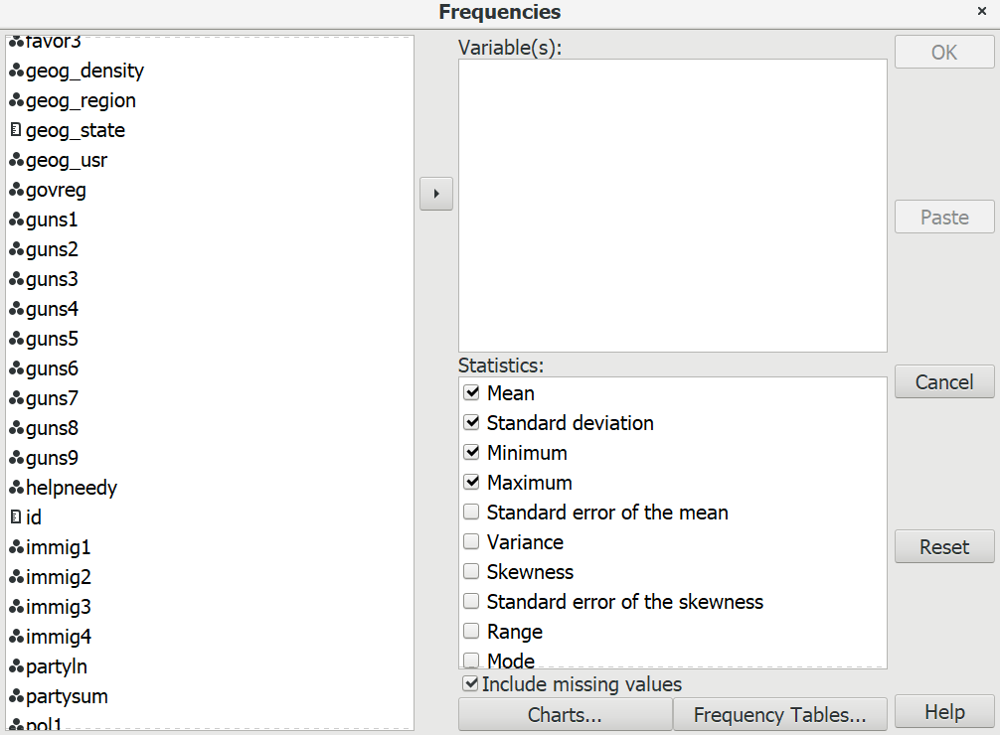 Frequencies
favor3
geog_density
geog_region
geog_state
geog_usr
govreg
guns1
guns2
guns3
guns4
guns5
guns6
guns7
guns8
guns9
helpneedy
id
immig1
immig2
immig3
immig4
partyln
partysum
pol1
Variable(s):
Statistics:
Mean
Standard deviation
Minimum
Maximum
Standard error of the mean
Variance
Skewness
Standard error of the skewness
Range
Mode
Include missing values
Charts...
Frequency Tables...
OK
Paste
Cancel
Reset
Help